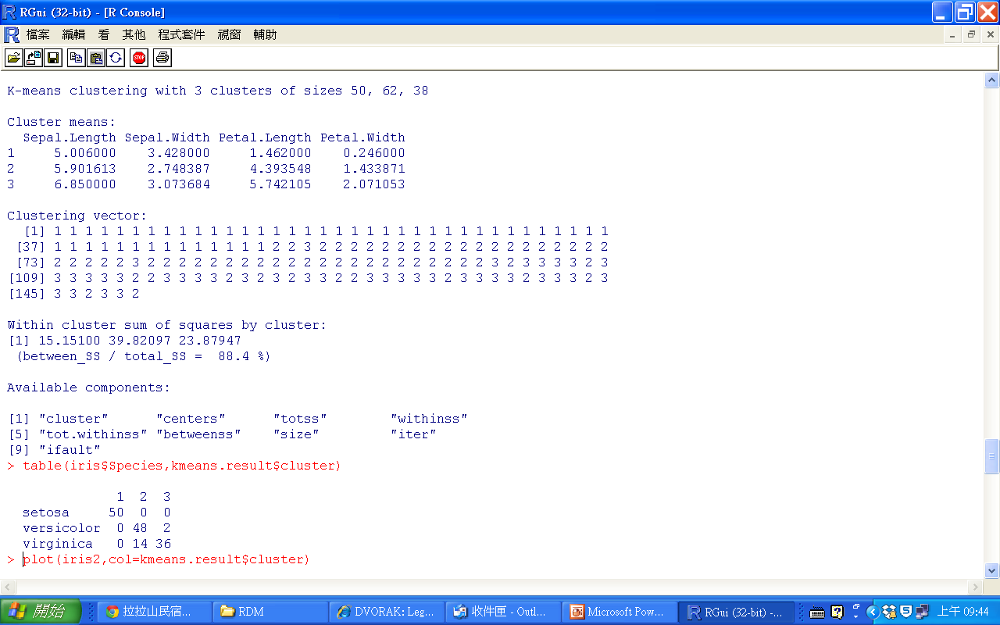 RGui (32-bit) - [R Console]
檔案 編輯 看 其他 程式套件 視窗 輔助
STOP
K-means clustering with 3 clusters of sizes 50, 62, 38
Cluster means:
  Sepal.Length Sepal.Width Petal.Length Petal.Width
1     5.006000    3.428000     1.462000    0.246000
2     5.901613    2.748387     4.393548    1.433871
3     6.850000    3.073684     5.742105    2.071053
Clustering vector:
  [1] 1 1 1 1 1 1 1 1 1 1 1 1 1 1 1 1 1 1 1 1 1 1 1 1 1 1 1 1 1 1 1 1 1 1 1 1
 [37] 1 1 1 1 1 1 1 1 1 1 1 1 1 1 2 2 3 2 2 2 2 2 2 2 2 2 2 2 2 2 2 2 2 2 2 2
 [73] 2 2 2 2 2 3 2 2 2 2 2 2 2 2 2 2 2 2 2 2 2 2 2 2 2 2 2 2 3 2 3 3 3 3 2 3
[109] 3 3 3 3 3 2 2 3 3 3 3 2 3 2 3 2 3 3 2 2 3 3 3 3 3 2 3 3 3 3 2 3 3 3 2 3
[145] 3 3 2 3 3 2
Within cluster sum of squares by cluster:
[1] 15.15100 39.82097 23.87947
 (between_SS / total_SS =  88.4 %)
Available components:
[1] "cluster"      "centers"      "totss"        "withinss"
[5] "tot.withinss" "betweenss"    "size"         "iter"
[9] "ifault"
> table(iris$Species,kmeans.result$cluster)
              1  2  3
  setosa     50  0  0
  versicolor  0 48  2
  virginica   0 14 36
> plot(iris2,col=kmeans.result$cluster)
開始 拉拉山民宿... RDM DVORAK: Leg... 收件匣 - Outl... Microsoft Pow... RGui (32-bit) -... 上午 09:44